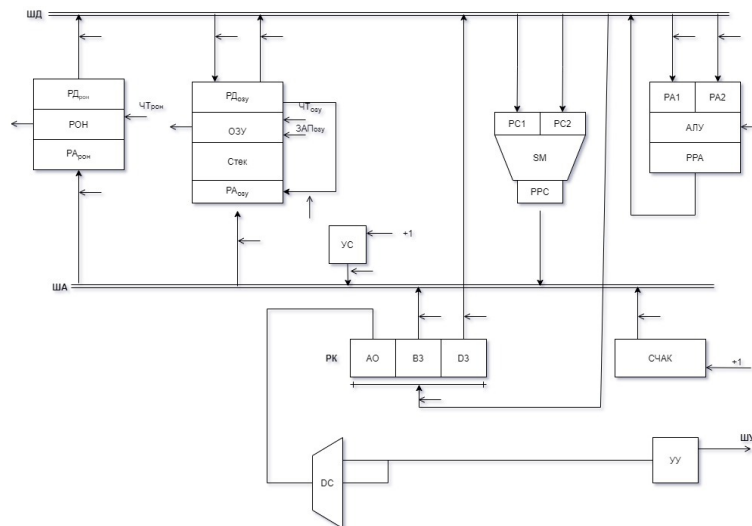 ШД
РДрон
РОН
РАрон
ЧТрон
РДозу
ОЗУ
Стек
РАозу
ЧТозу
ЗАПозу
РС1 РС2
SM
РРС
РА1 РА2
АЛУ
РРА
УС
+1
ША
РК
АО ВЗ DЗ
СЧАК
+1
DC
УУ
ШУ